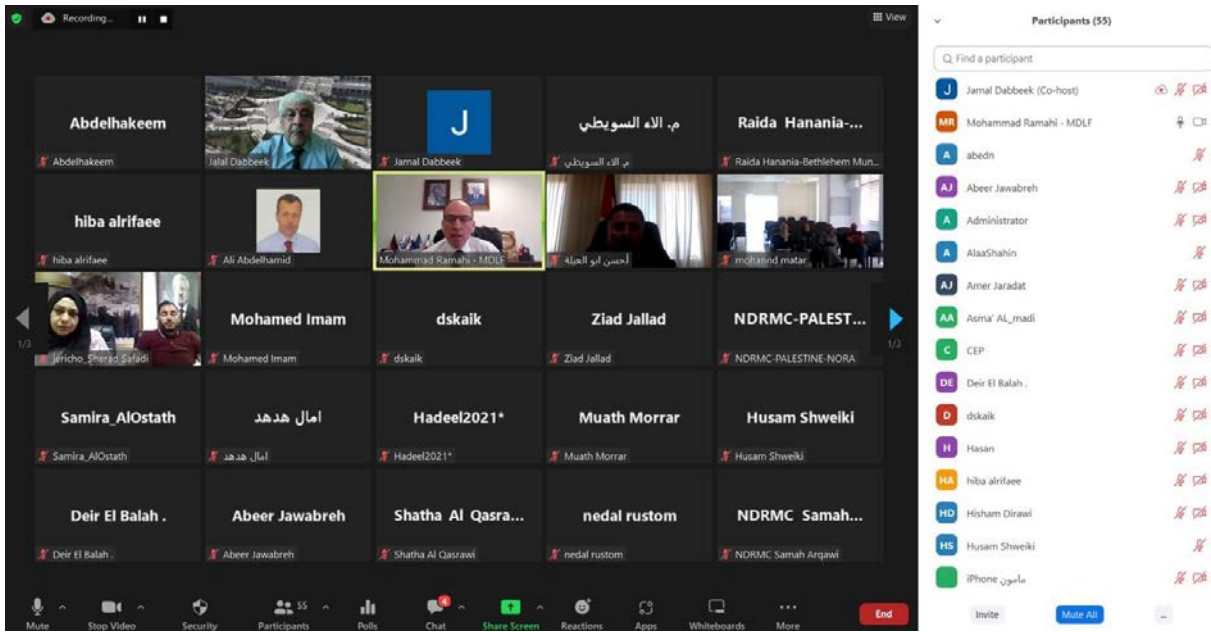 Recording...
View
Abdelhakeem
Abdelhakeem
Jalal Dabbeek
J
Jamal Dabbeek
م. الاء السويطي
م. الاء السويطي
Raida Hanania-...
Raida Hanania-Bethlehem Mun...
hiba alrifaee
hiba alrifaee
Ali Abdelhamid
Mohammad Ramahi - MDLF
أحسن ابو العيلة
mohannd matar
jericho_Sherad Safadi
Mohamed Imam
Mohamed Imam
dskaik
dskaik
Ziad Jallad
Ziad Jallad
NDRMC-PALEST...
NDRMC-PALESTINE-NORA
1/3
1/3
Samira_AlOstath
Samira_AlOstath
امال هدهد
امال هدهد
Hadeel2021*
Hadeel2021*
Muath Morrar
Muath Morrar
Husam Shweiki
Husam Shweiki
Deir El Balah .
Deir El Balah .
Abeer Jawabreh
Abeer Jawabreh
Shatha Al Qasra...
Shatha Al Qasrawi
nedal rustom
nedal rustom
NDRMC Samah...
NDRMC Samah Arqawi
Mute
Stop Video
Security
55
Participants
Polls
4
Chat
Share Screen
Reactions
Apps
Whiteboards
More
End
Participants (55)
Find a participant
J Jamal Dabbeek (Co-host)
MR Mohammad Ramahi - MDLF
A abedn
AJ Abeer Jawabreh
A Administrator
A AlaaShahin
AJ Amer Jaradat
AA Asma' AL_madi
C CEP
DE Deir El Balah .
D dskaik
H Hasan
HA hiba alrifaee
HD Hisham Dirawi
HS Husam Shweiki
iPhone مامون
Invite
Mute All
...